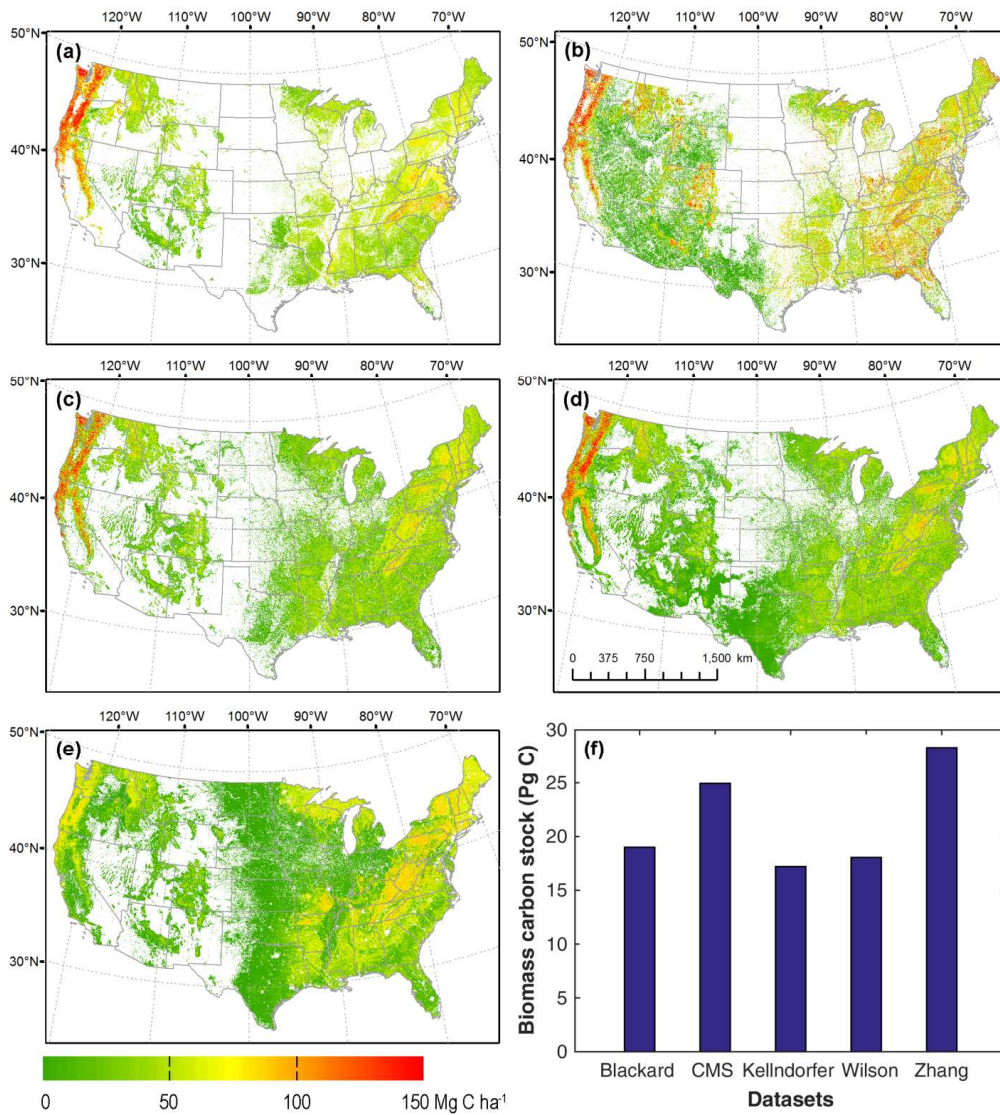 120°W 110°W 100°W 90°W 80°W 70°W
50°N
40°N
30°N
(a)
120°W 110°W 100°W 90°W 80°W 70°W
50°N
40°N
30°N
(b)
120°W 110°W 100°W 90°W 80°W 70°W
50°N
40°N
30°N
(c)
120°W 110°W 100°W 90°W 80°W 70°W
50°N
40°N
30°N
(d)
0 375 750 1,500 km
120°W 110°W 100°W 90°W 80°W 70°W
50°N
40°N
30°N
(e)
0 50 100 150 Mg C ha⁻¹
(f)
Biomass carbon stock (Pg C)
30
25
20
15
10
5
0
Blackard CMS Kellndorfer Wilson Zhang
Datasets